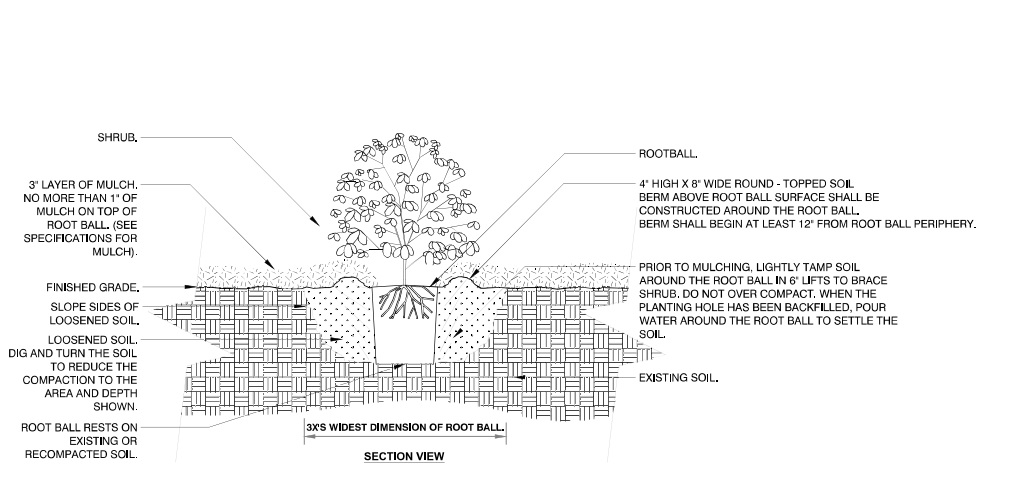 SHRUB.
3" LAYER OF MULCH.
NO MORE THAN 1" OF
MULCH ON TOP OF
ROOT BALL. (SEE
SPECIFICATIONS FOR
MULCH).
FINISHED GRADE.
SLOPE SIDES OF
LOOSENED SOIL.
LOOSENED SOIL.
DIG AND TURN THE SOIL
TO REDUCE THE
COMPACTION TO THE
AREA AND DEPTH
SHOWN.
ROOT BALL RESTS ON
EXISTING OR
RECOMPACTED SOIL.
ROOTBALL.
4" HIGH X 8" WIDE ROUND - TOPPED SOIL
BERM ABOVE ROOT BALL SURFACE SHALL BE
CONSTRUCTED AROUND THE ROOT BALL.
BERM SHALL BEGIN AT LEAST 12" FROM ROOT BALL PERIPHERY.
PRIOR TO MULCHING, LIGHTLY TAMP SOIL
AROUND THE ROOT BALL IN 6" LIFTS TO BRACE
SHRUB. DO NOT OVER COMPACT. WHEN THE
PLANTING HOLE HAS BEEN BACKFILLED, POUR
WATER AROUND THE ROOT BALL TO SETTLE THE
SOIL.
EXISTING SOIL.
3X'S WIDEST DIMENSION OF ROOT BALL.
SECTION VIEW